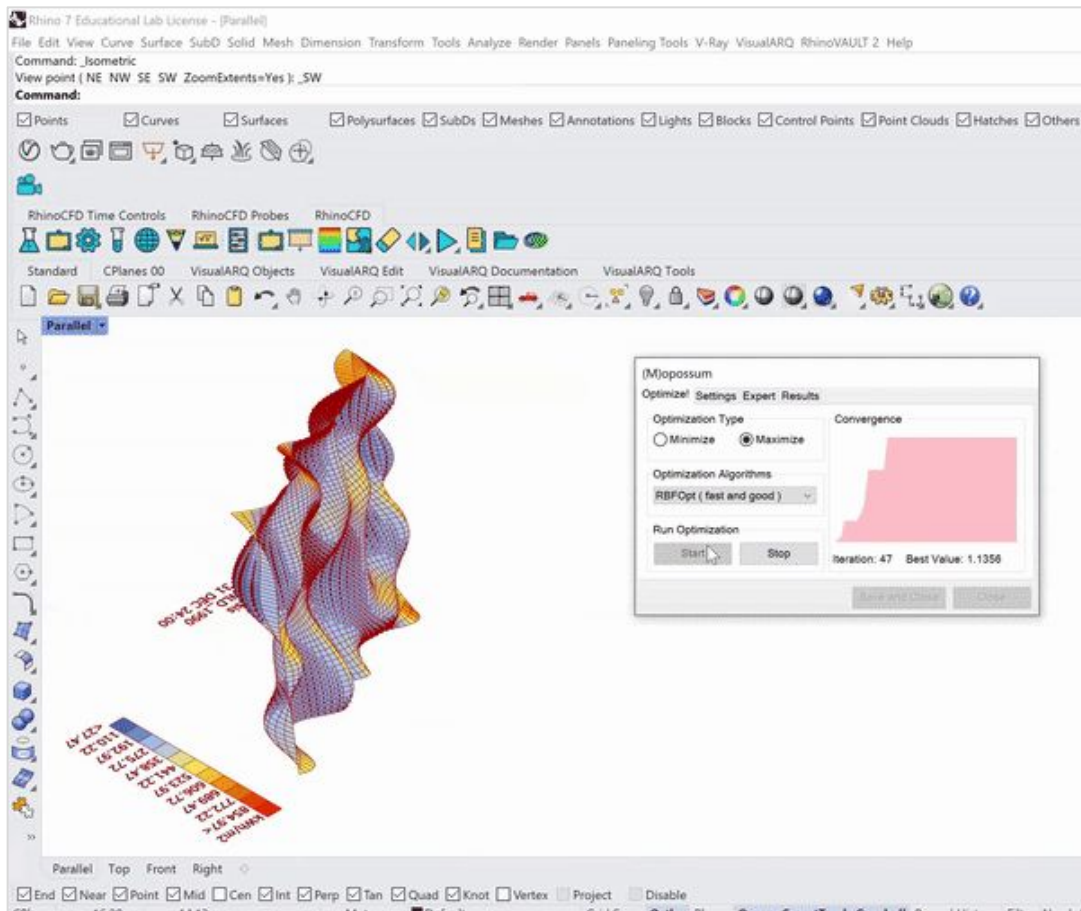 Rhino 7 Educational Lab License - [Parallel]
File Edit View Curve Surface SubD Solid Mesh Dimension Transform Tools Analyze Render Panels Paneling Tools V-Ray VisualARQ RhinoVAULT 2 Help
Command: _Isometric
View point ( NE NW SE SW ZoomExtents=Yes ): _SW
Command:
Points Curves Surfaces Polysurfaces SubDs Meshes Annotations Lights Blocks Control Points Point Clouds Hatches Others
RhinoCFD Time Controls RhinoCFD Probes RhinoCFD
Standard CPlanes 00 VisualARQ Objects VisualARQ Edit VisualARQ Documentation VisualARQ Tools
Parallel
(M)opossum
Optimize! Settings Expert Results
Optimization Type
Minimize Maximize
Convergence
Optimization Algorithms
RBFOpt ( fast and good )
Run Optimization
Start Stop
Iteration: 47 Best Value: 1.1356
Save and Close Close
1990
31 DEC 24:00
<27.47
110.22
192.97
275.72
358.47
441.22
523.97
606.72
689.47
772.22
854.97<
kWh/m2
Parallel Top Front Right
End Near Point Mid Cen Int Perp Tan Quad Knot Vertex Project Disable